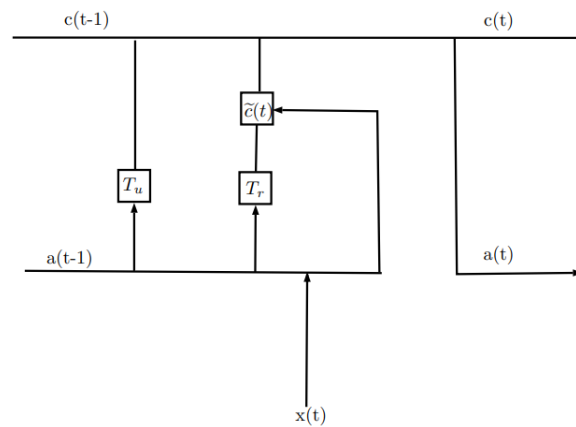 c(t-1) c(t)
c̃(t)
T_u T_r
a(t-1) a(t)
x(t)